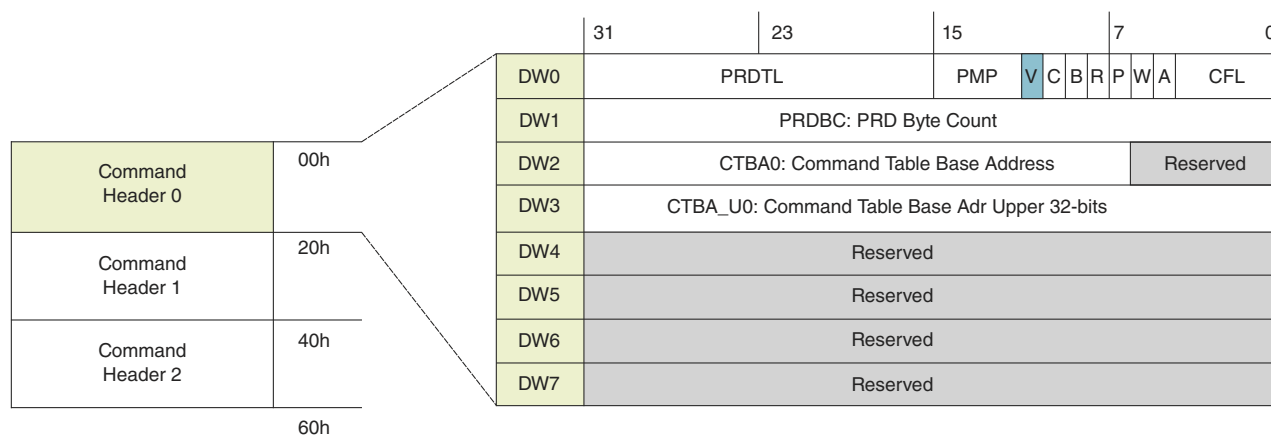 Command
Header 0
00h
Command
Header 1
20h
Command
Header 2
40h
60h
31 23 15 7 0
DW0 PRDTL PMP V C B R P W A CFL
DW1 PRDBC: PRD Byte Count
DW2 CTBA0: Command Table Base Address Reserved
DW3 CTBA_U0: Command Table Base Adr Upper 32-bits
DW4 Reserved
DW5 Reserved
DW6 Reserved
DW7 Reserved